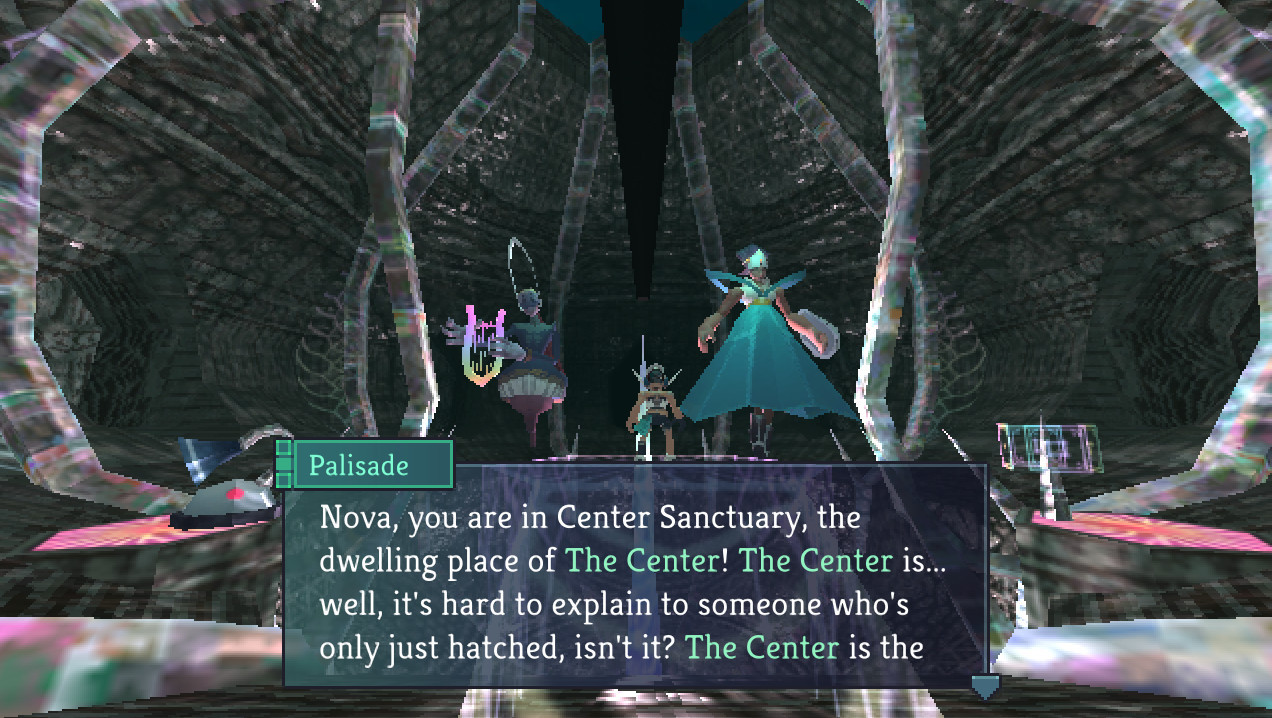 Palisade
Nova, you are in Center Sanctuary, the
dwelling place of The Center! The Center is...
well, it's hard to explain to someone who's
only just hatched, isn't it? The Center is the